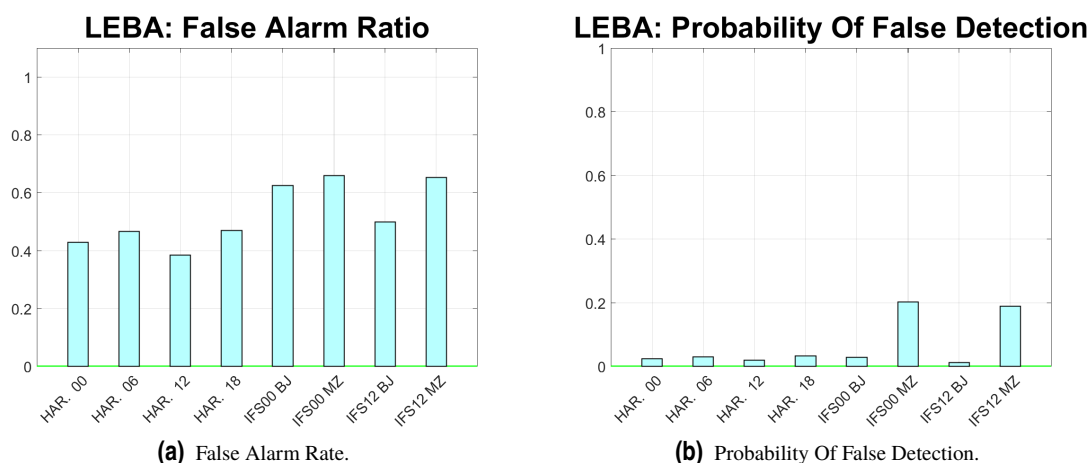 LEBA: False Alarm Ratio
1
0.8
0.6
0.4
0.2
0
HAR. 00
HAR. 06
HAR. 12
HAR. 18
IFS00 BJ
IFS00 MZ
IFS12 BJ
IFS12 MZ
(a) False Alarm Rate.
LEBA: Probability Of False Detection
1
0.8
0.6
0.4
0.2
0
HAR. 00
HAR. 06
HAR. 12
HAR. 18
IFS00 BJ
IFS00 MZ
IFS12 BJ
IFS12 MZ
(b) Probability Of False Detection.